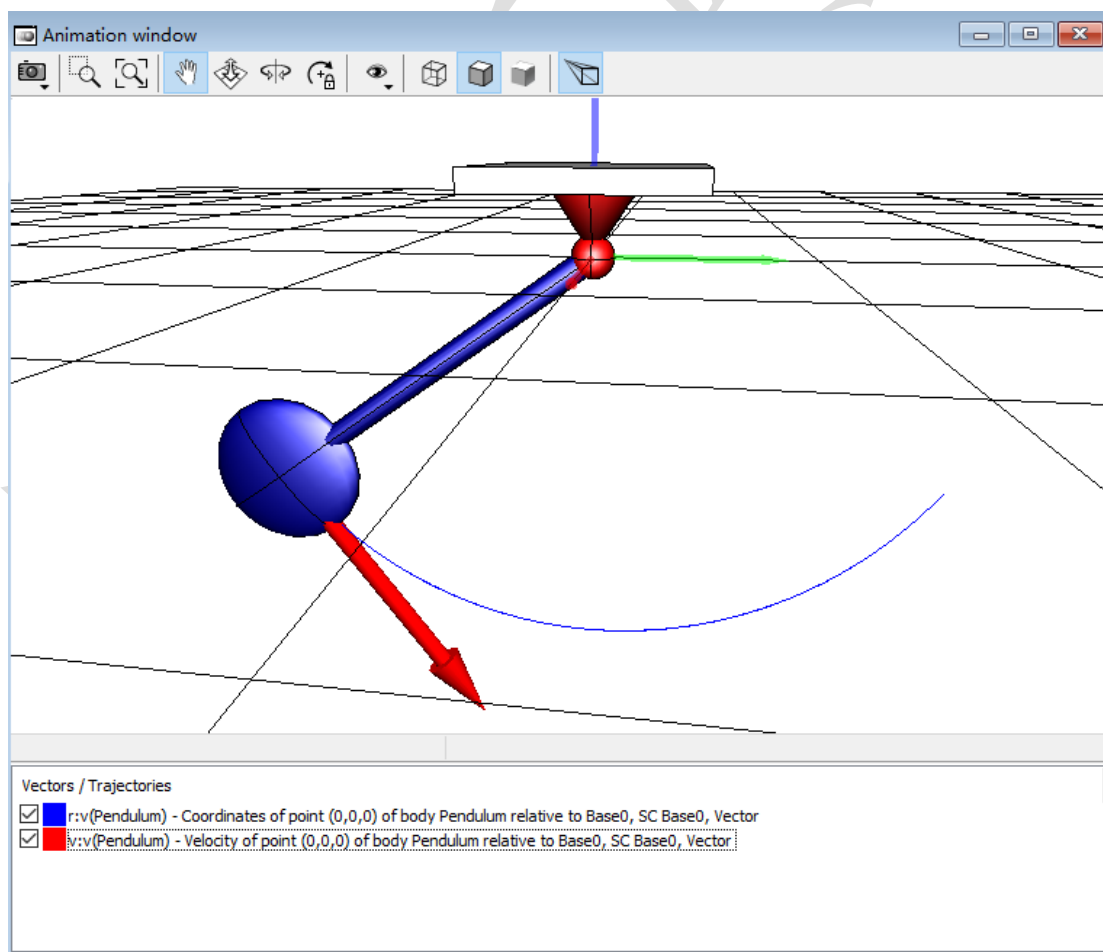 Animation window
Vectors / Trajectories
r:v(Pendulum) - Coordinates of point (0,0,0) of body Pendulum relative to Base0, SC Base0, Vector
v:v(Pendulum) - Velocity of point (0,0,0) of body Pendulum relative to Base0, SC Base0, Vector